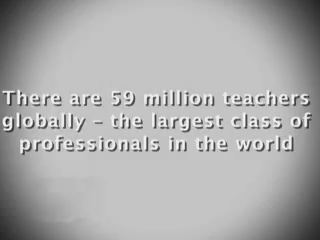 There are 59 million teachers
globally – the largest class of
professionals in the world